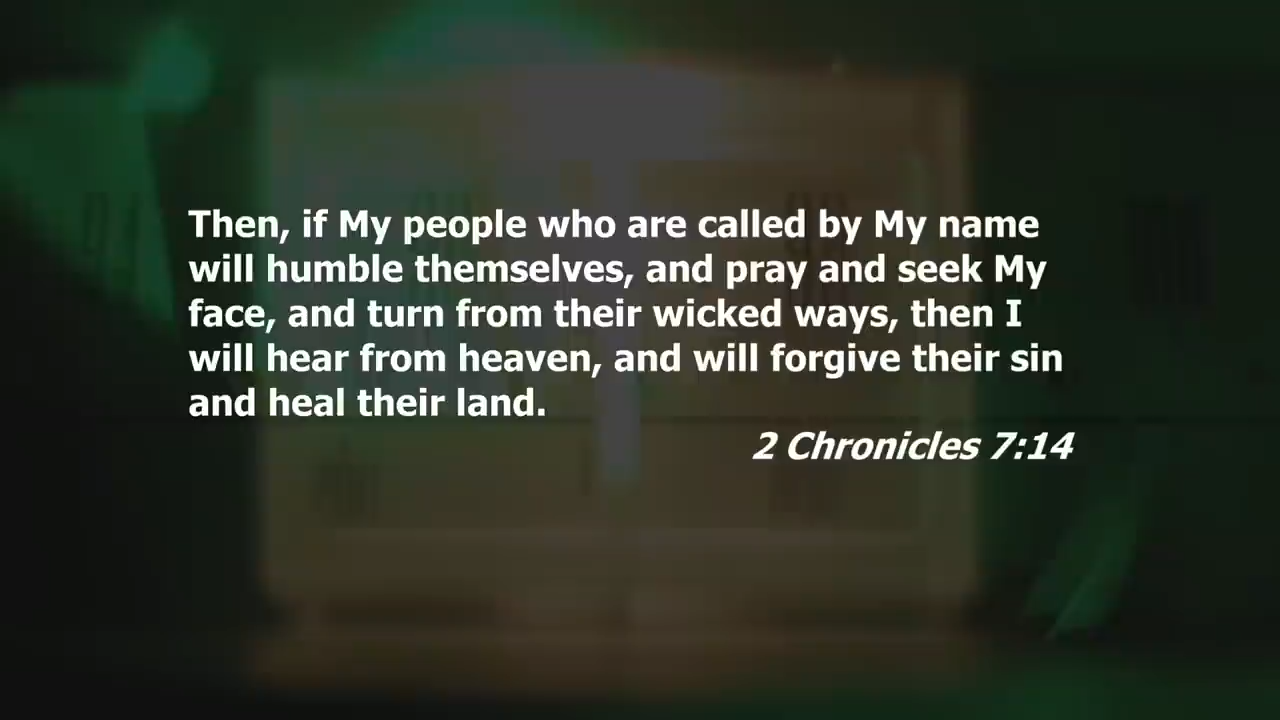 Then, if My people who are called by My name
will humble themselves, and pray and seek My
face, and turn from their wicked ways, then I
will hear from heaven, and will forgive their sin
and heal their land.
2 Chronicles 7:14